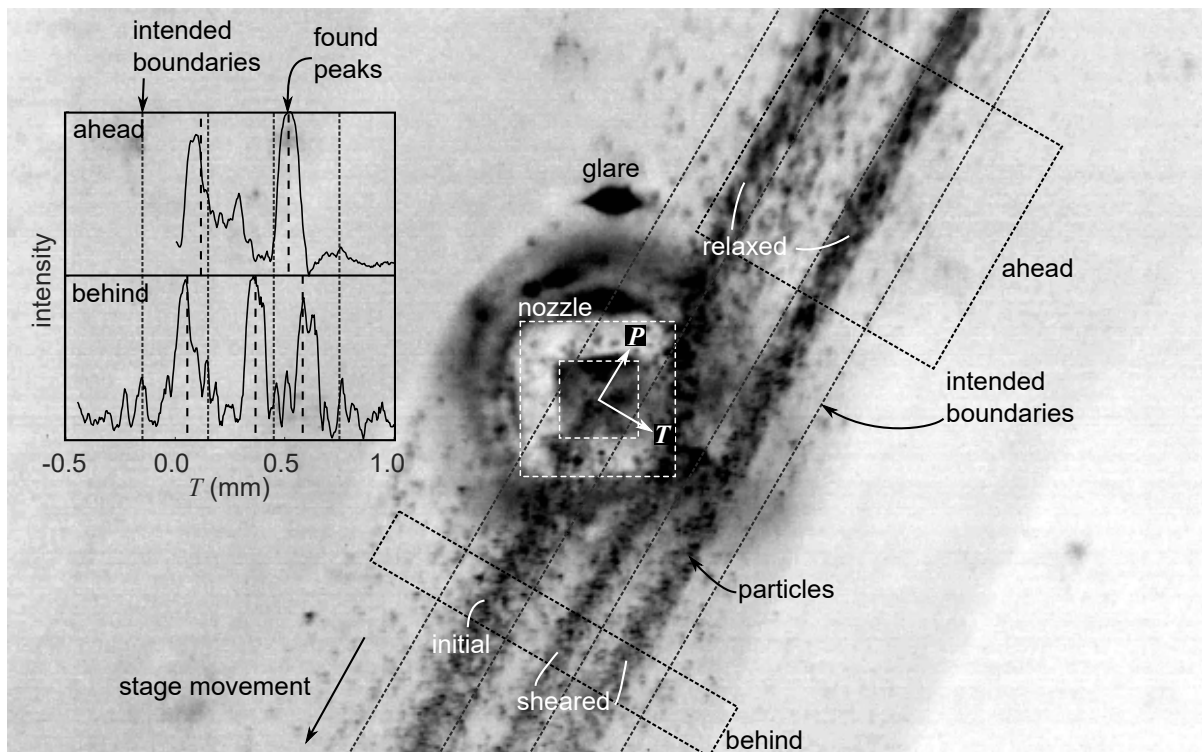 intended
boundaries
found
peaks
ahead
behind
intensity
-0.5 0.0 0.5 1.0
T (mm)
glare
relaxed
ahead
nozzle
P
T
intended
boundaries
particles
initial
sheared
stage movement
behind